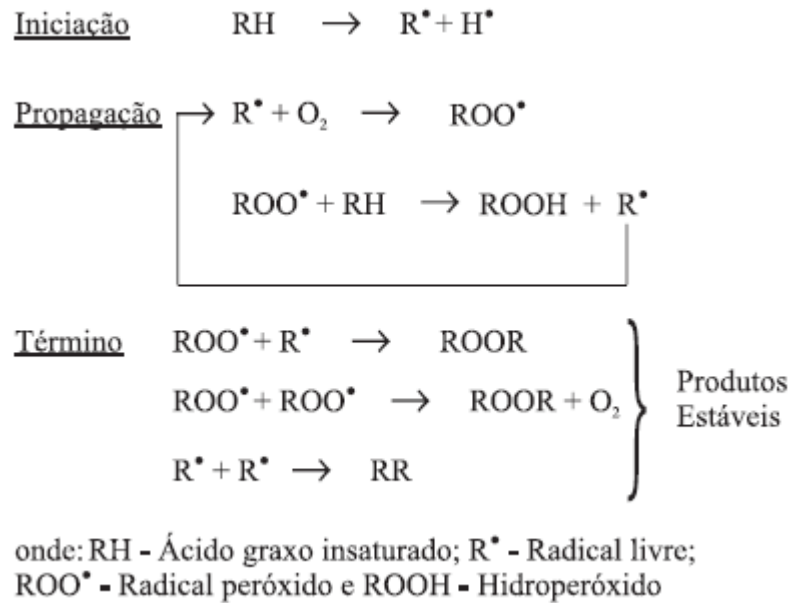 Iniciação RH → R• + H•
Propagação → R• + O₂ → ROO•
ROO• + RH → ROOH + R•
Término ROO• + R• → ROOR
ROO• + ROO• → ROOR + O₂
R• + R• → RR
Produtos
Estáveis
onde: RH - Ácido graxo insaturado; R• - Radical livre;
ROO• - Radical peróxido e ROOH - Hidroperóxido